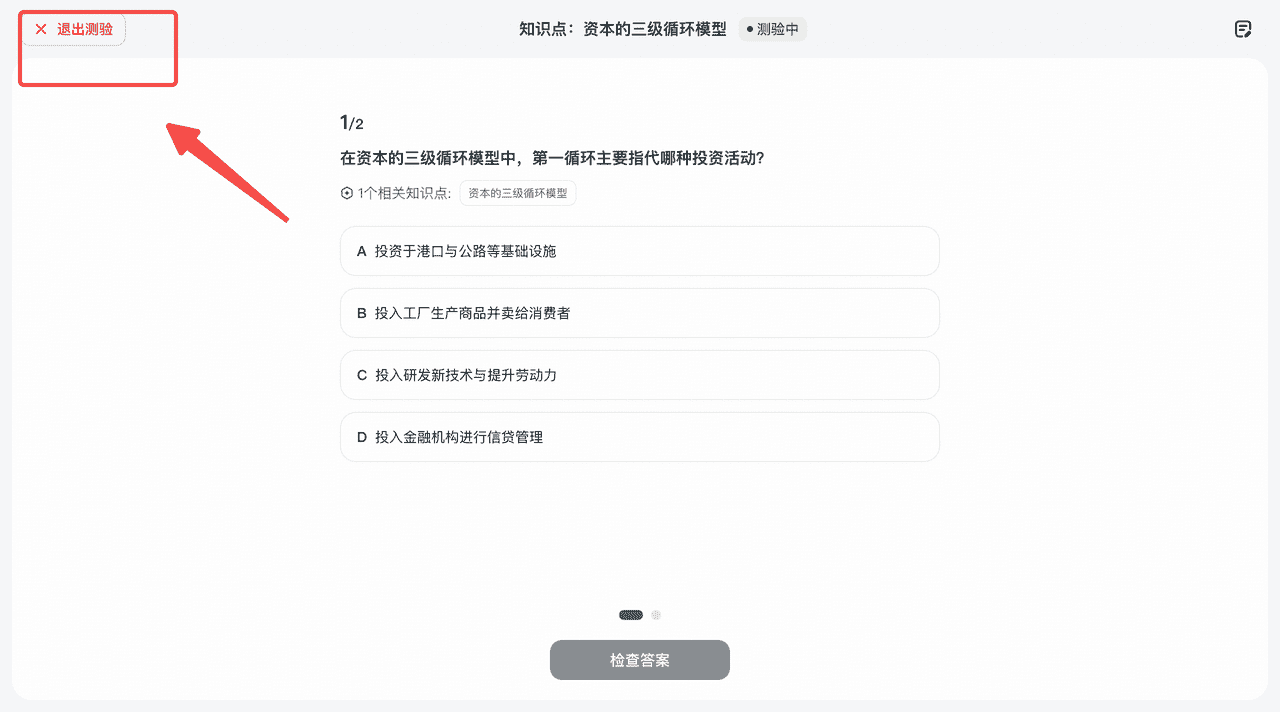 退出测验
知识点：资本的三级循环模型
测验中
1/2
在资本的三级循环模型中，第一循环主要指代哪种投资活动？
1个相关知识点:
资本的三级循环模型
A 投资于港口与公路等基础设施
B 投入工厂生产商品并卖给消费者
C 投入研发新技术与提升劳动力
D 投入金融机构进行信贷管理
检查答案